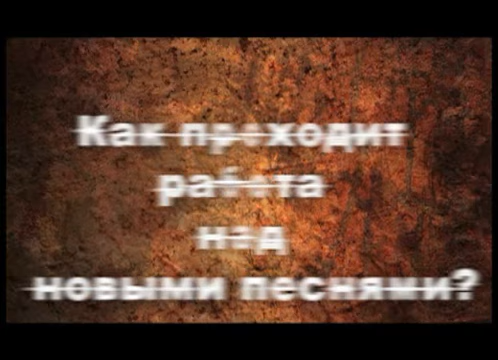 Как проходит
работа
над
новыми песнями?